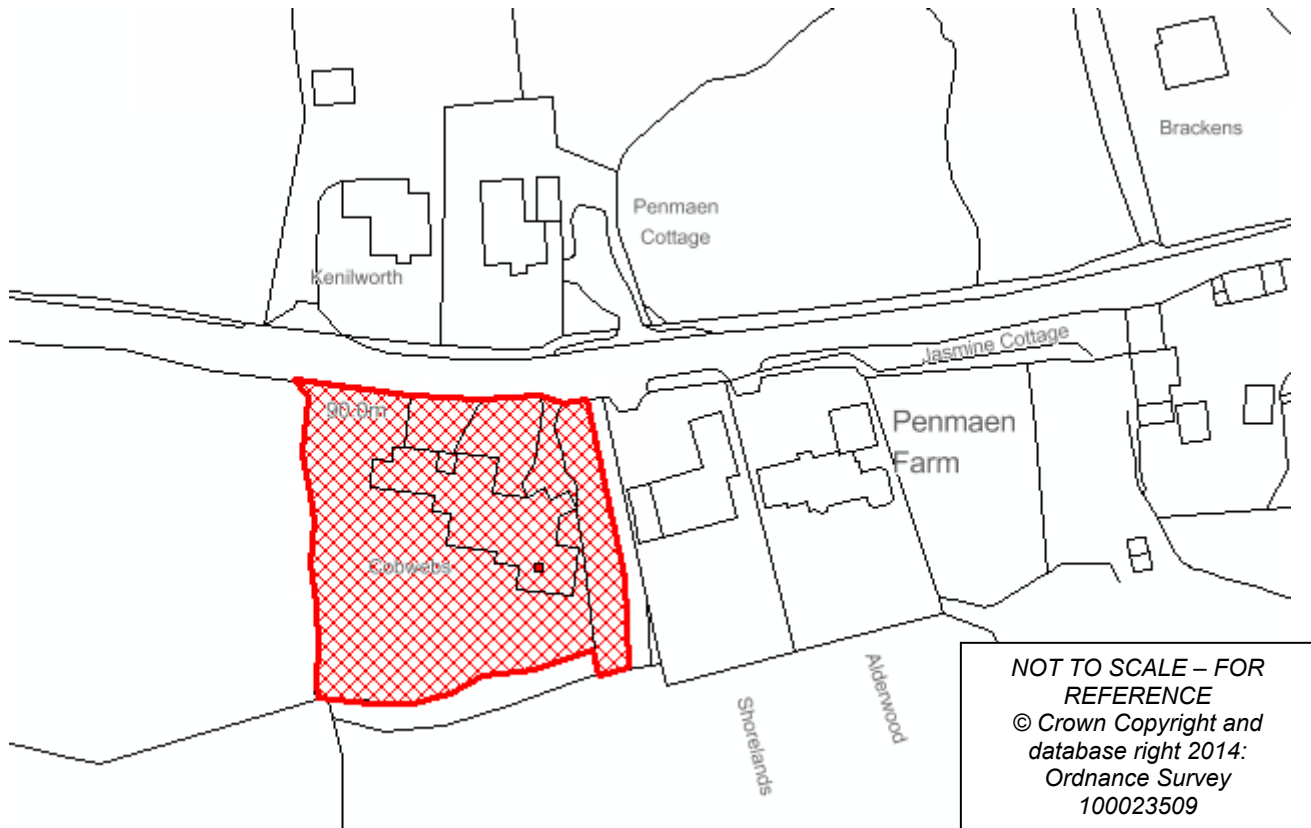 Brackens
Penmaen
Cottage
Kenilworth
Jasmine Cottage
90.0m
Penmaen
Farm
Cobwebs
Shorelands
Alderwood
NOT TO SCALE – FOR
REFERENCE
© Crown Copyright and
database right 2014:
Ordnance Survey
100023509